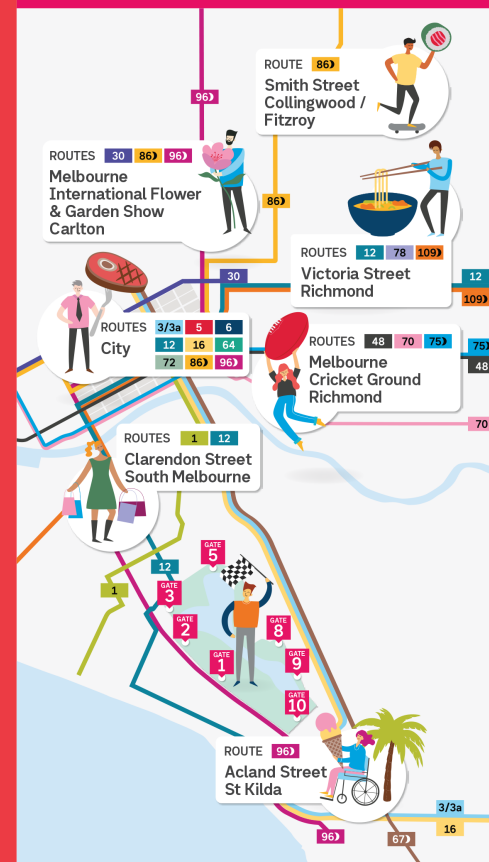 ROUTE 86
Smith Street
Collingwood /
Fitzroy
96
ROUTES 30 86 96
Melbourne
International Flower
& Garden Show
Carlton
86
ROUTES 12 78 109
Victoria Street
Richmond
30
12
109
ROUTES 3/3a 5 6
City
12 16 64
72 86 96
ROUTES 48 70 75
Melbourne
Cricket Ground
Richmond
75
48
70
ROUTES 1 12
Clarendon Street
South Melbourne
GATE
5
12
1
GATE
3
GATE
2
GATE
8
GATE
1
GATE
9
GATE
10
ROUTE 96
Acland Street
St Kilda
3/3a
16
96
67